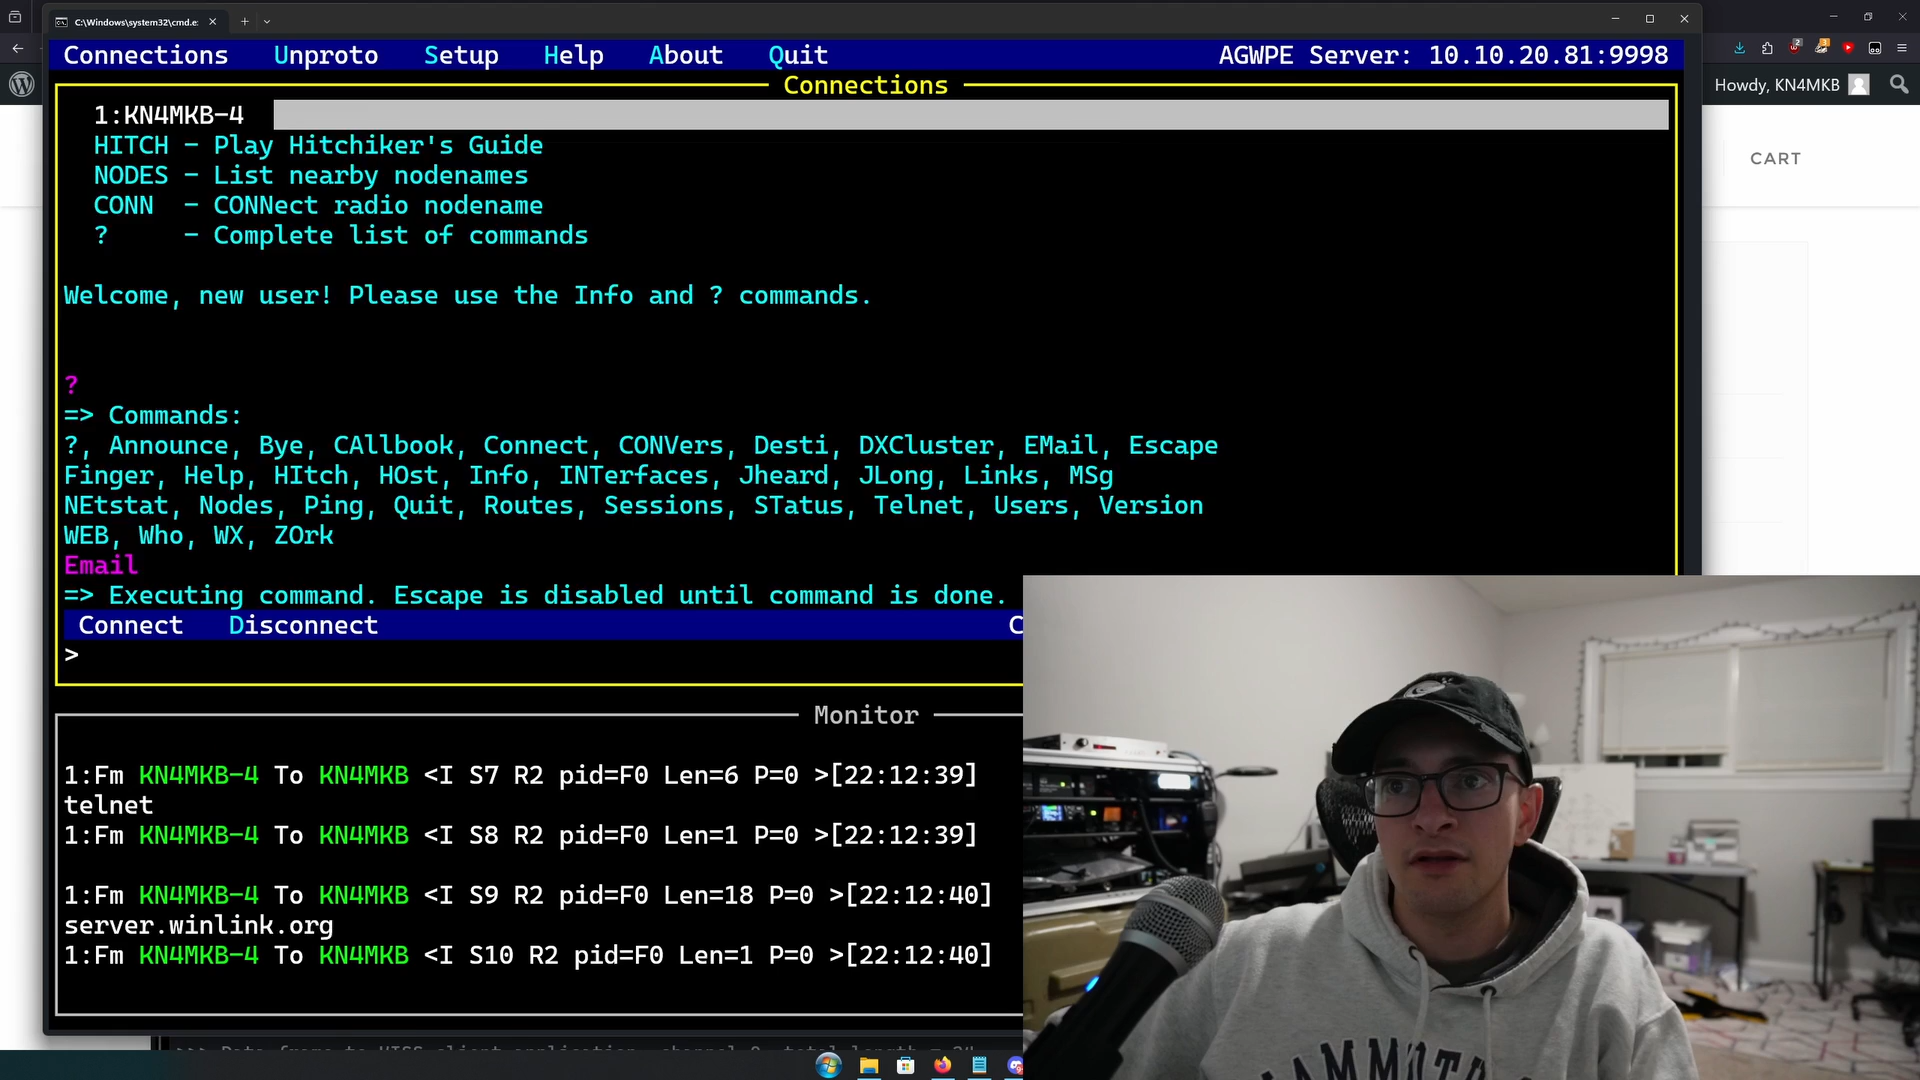 C:\Windows\system32\cmd.e
Connections Unproto Setup Help About Quit AGWPE Server: 10.10.20.81:9998
Connections
Howdy, KN4MKB
CART
1:KN4MKB-4
HITCH - Play Hitchiker's Guide
NODES - List nearby nodenames
CONN - CONNect radio nodename
? - Complete list of commands
Welcome, new user! Please use the Info and ? commands.
?
=> Commands:
?, Announce, Bye, CAllbook, Connect, CONVers, Desti, DXCluster, EMail, Escape
Finger, Help, HItch, HOst, Info, INTerfaces, Jheard, JLong, Links, MSg
NEtstat, Nodes, Ping, Quit, Routes, Sessions, STatus, Telnet, Users, Version
WEB, Who, WX, ZOrk
Email
=> Executing command. Escape is disabled until command is done.
Connect Disconnect C
>
Monitor
1:Fm KN4MKB-4 To KN4MKB <I S7 R2 pid=F0 Len=6 P=0 >[22:12:39]
telnet
1:Fm KN4MKB-4 To KN4MKB <I S8 R2 pid=F0 Len=1 P=0 >[22:12:39]
1:Fm KN4MKB-4 To KN4MKB <I S9 R2 pid=F0 Len=18 P=0 >[22:12:40]
server.winlink.org
1:Fm KN4MKB-4 To KN4MKB <I S10 R2 pid=F0 Len=1 P=0 >[22:12:40]